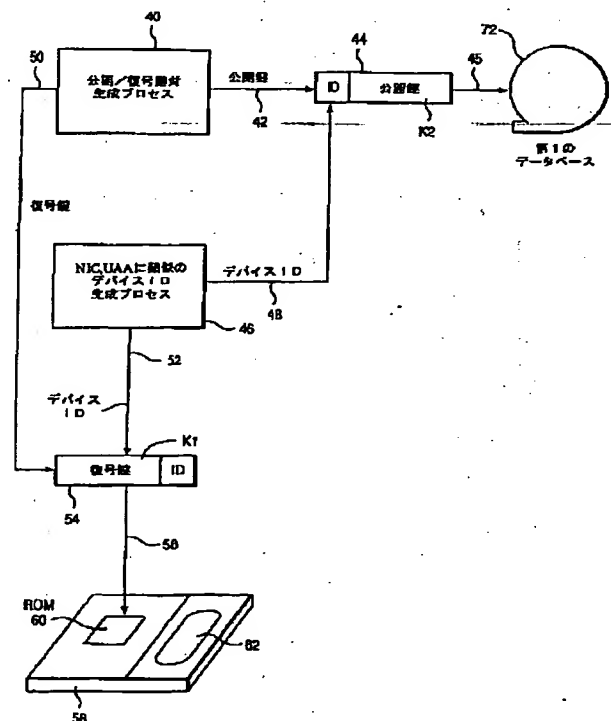 40
50
公開/復号鍵対
生成プロセス
公開鍵
42
44
ID
公開鍵
K2
45
72
第1の
データベース
復号鍵
NIC,UAAに類似の
デバイスID
生成プロセス
46
デバイスID
48
52
デバイス
ID
K1
復号鍵
ID
54
58
ROM
60
62
58